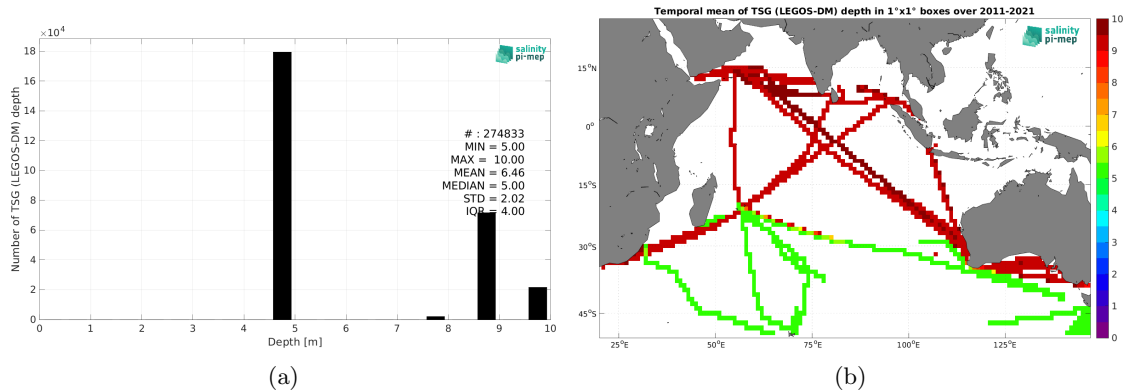 ×10⁴
18
16
14
12
10
8
6
4
2
0
Number of TSG (LEGOS-DM) depth
salinity
pi-mep
# : 274833
MIN = 5.00
MAX = 10.00
MEAN = 6.46
MEDIAN = 5.00
STD = 2.02
IQR = 4.00
0 1 2 3 4 5 6 7 8 9 10
Depth [m]
(a)
Temporal mean of TSG (LEGOS-DM) depth in 1°x1° boxes over 2011-2021
salinity
pi-mep
15°N
0°
15°S
30°S
45°S
25°E 50°E 75°E 100°E 125°E
10
9
8
7
6
5
4
3
2
1
0
(b)